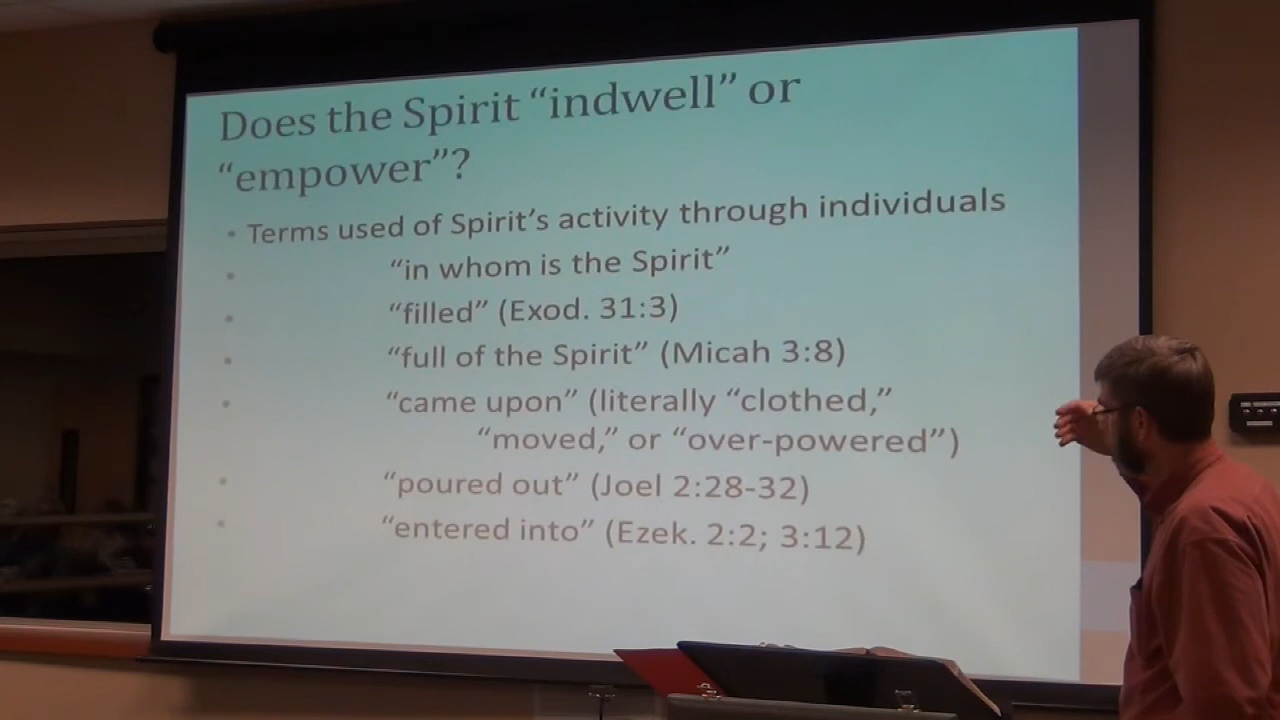 Does the Spirit “indwell” or
“empower”?
• Terms used of Spirit’s activity through individuals
• “in whom is the Spirit”
• “filled” (Exod. 31:3)
• “full of the Spirit” (Micah 3:8)
• “came upon” (literally “clothed,”
“moved,” or “over-powered”)
• “poured out” (Joel 2:28-32)
• “entered into” (Ezek. 2:2; 3:12)